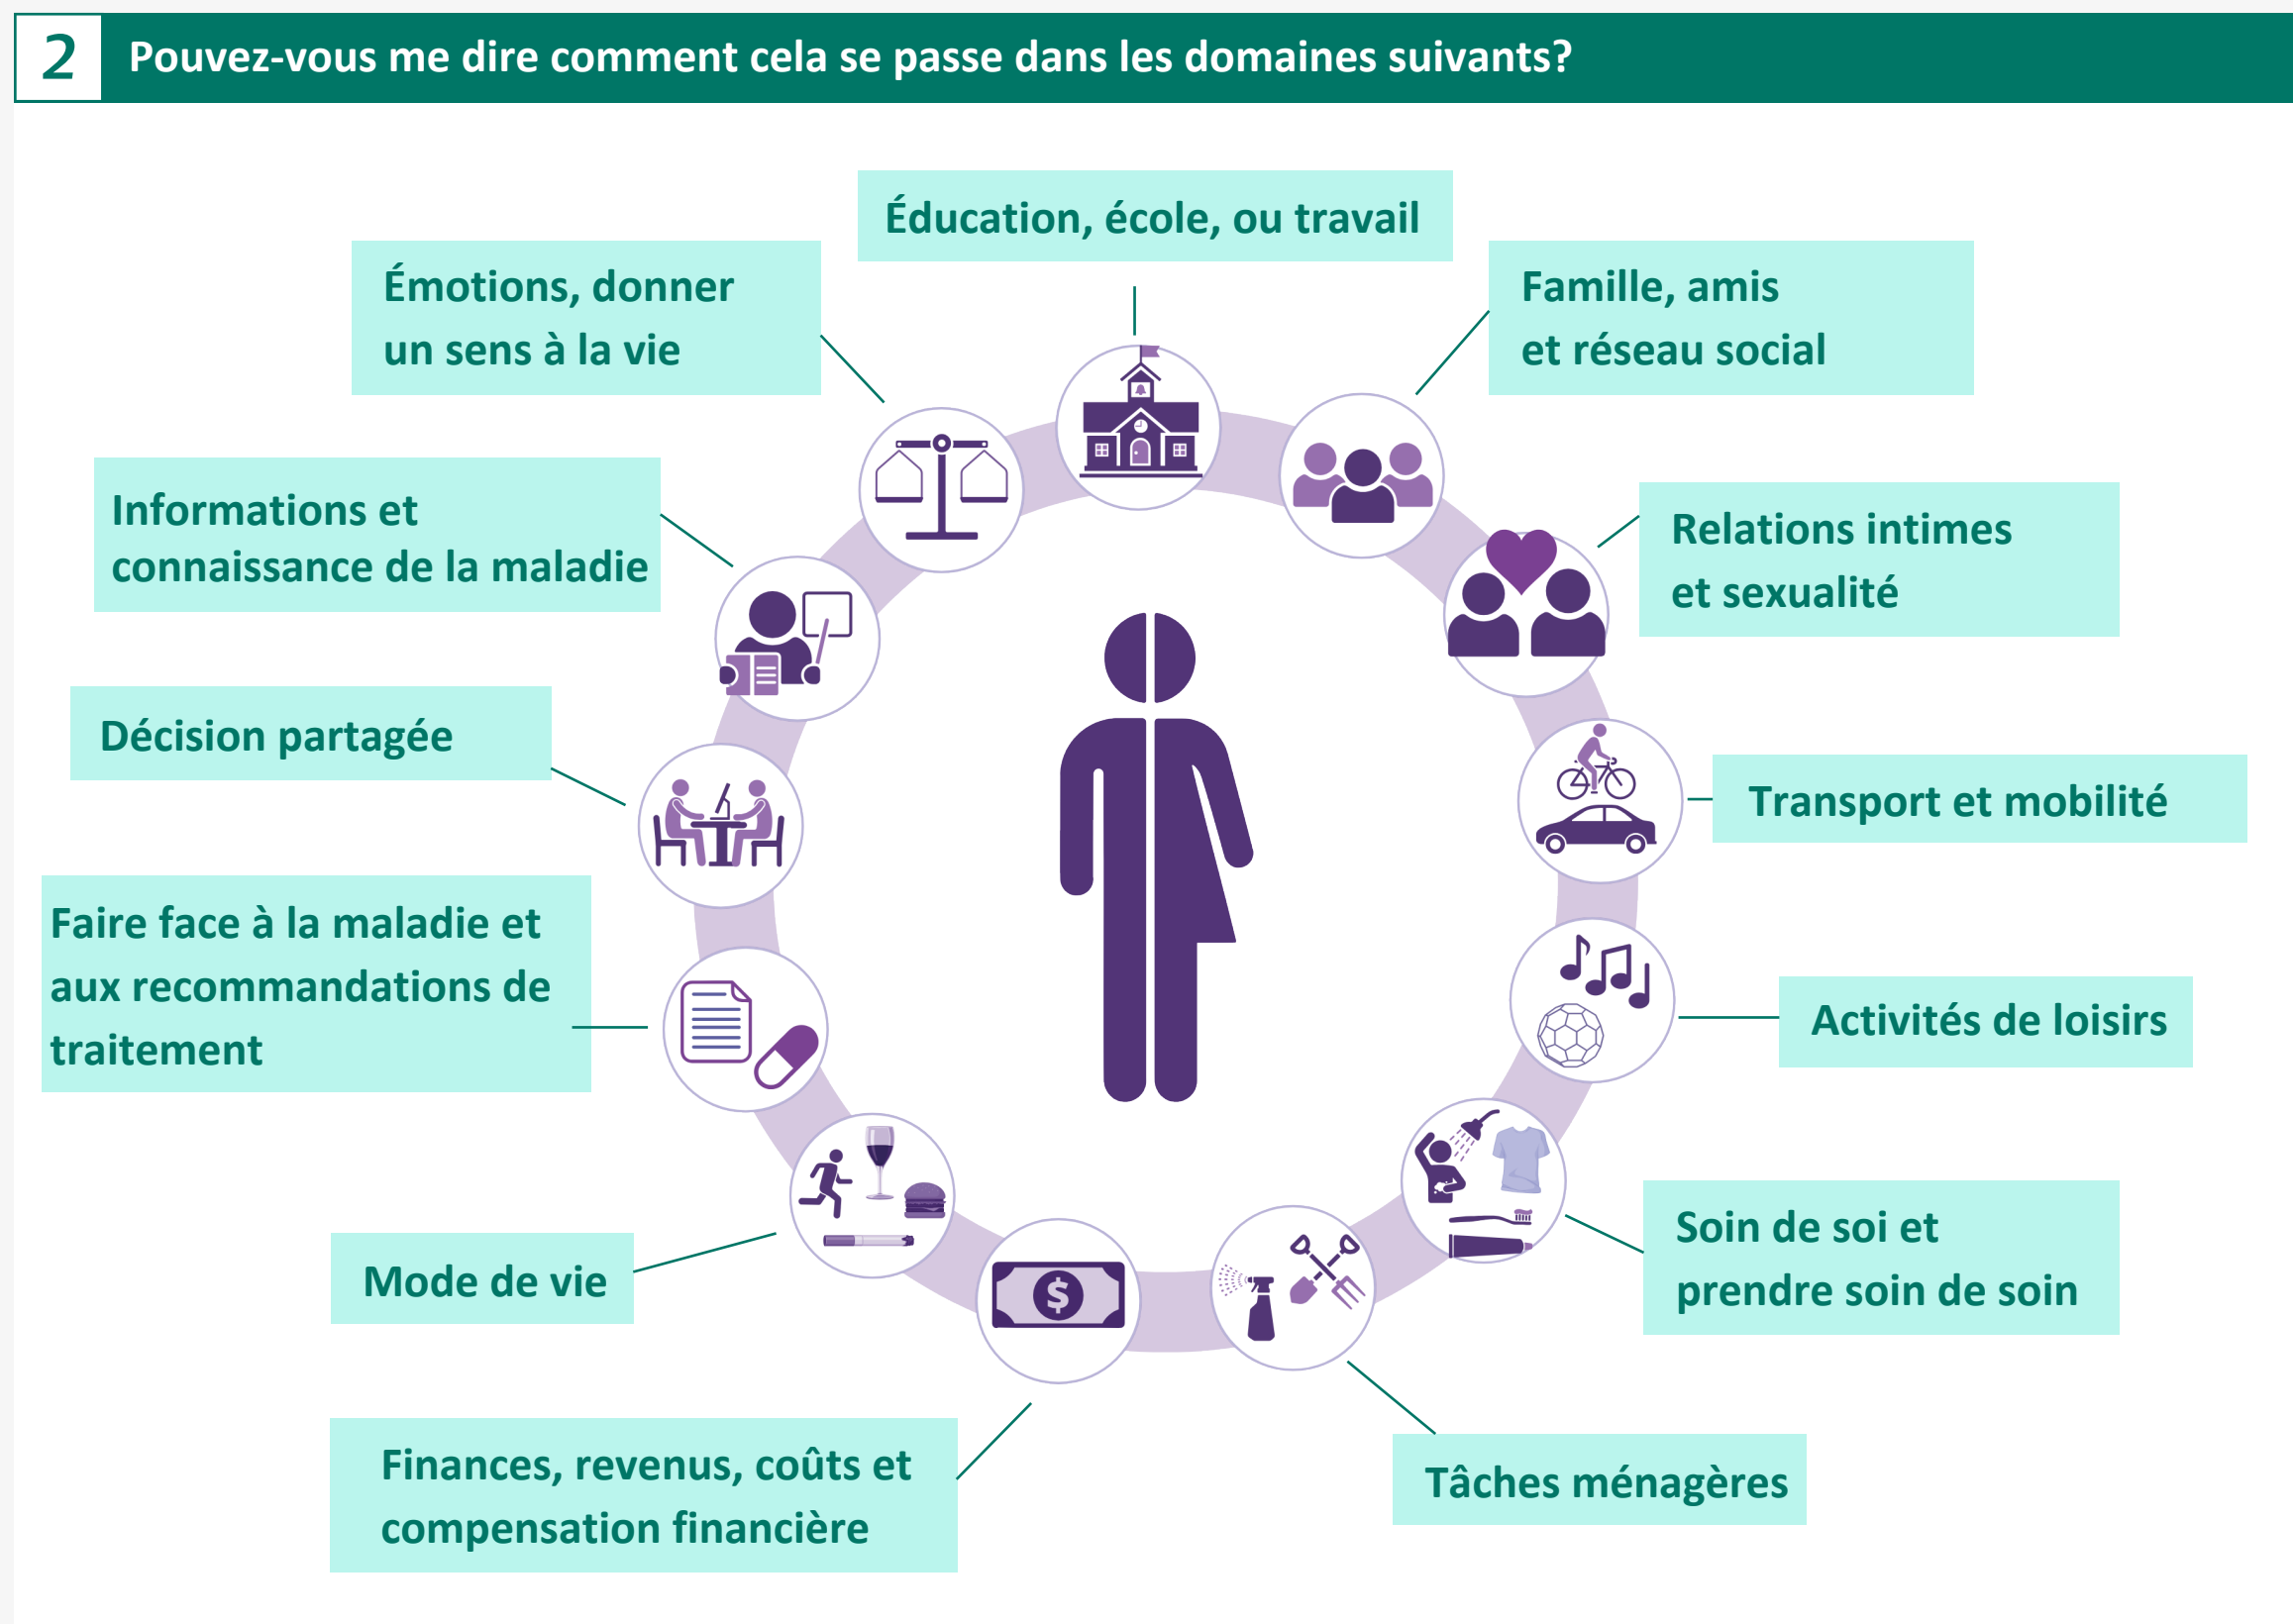 2
Pouvez-vous me dire comment cela se passe dans les domaines suivants?
Éducation, école, ou travail
Famille, amis
et réseau social
Relations intimes
et sexualité
Transport et mobilité
Activités de loisirs
Soin de soi et
prendre soin de soin
Tâches ménagères
Finances, revenus, coûts et
compensation financière
Mode de vie
Faire face à la maladie et
aux recommandations de
traitement
Décision partagée
Informations et
connaissance de la maladie
Émotions, donner
un sens à la vie
$